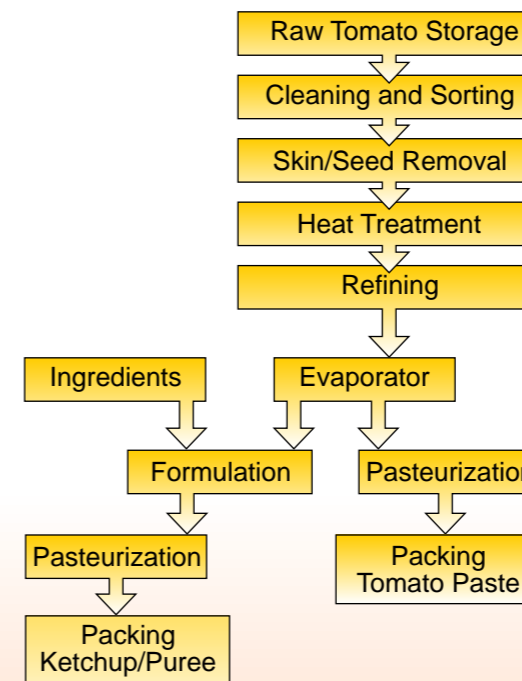 Raw Tomato Storage
Cleaning and Sorting
Skin/Seed Removal
Heat Treatment
Refining
Ingredients
Evaporator
Formulation
Pasteurization
Pasteurization
Packing
Tomato Paste
Packing
Ketchup/Puree